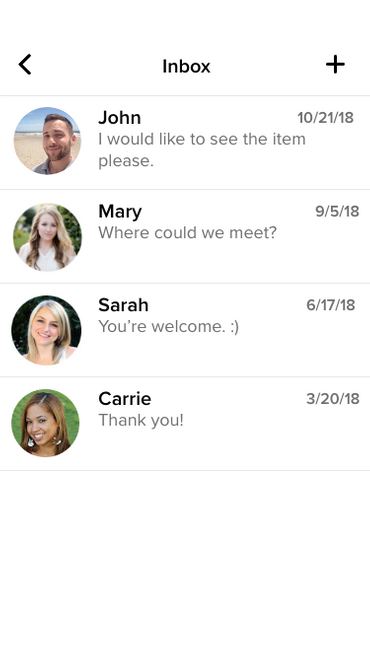 Inbox
John 10/21/18
I would like to see the item
please.
Mary 9/5/18
Where could we meet?
Sarah 6/17/18
You’re welcome. :)
Carrie 3/20/18
Thank you!